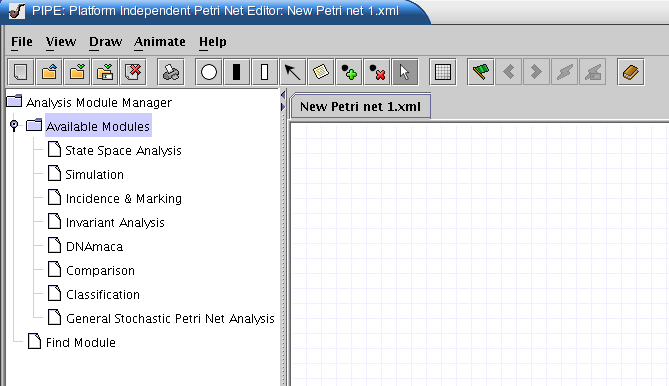 PIPE: Platform Independent Petri Net Editor: New Petri net 1.xml
File View Draw Animate Help
Analysis Module Manager
Available Modules
State Space Analysis
Simulation
Incidence & Marking
Invariant Analysis
DNAmaca
Comparison
Classification
General Stochastic Petri Net Analysis
Find Module
New Petri net 1.xml